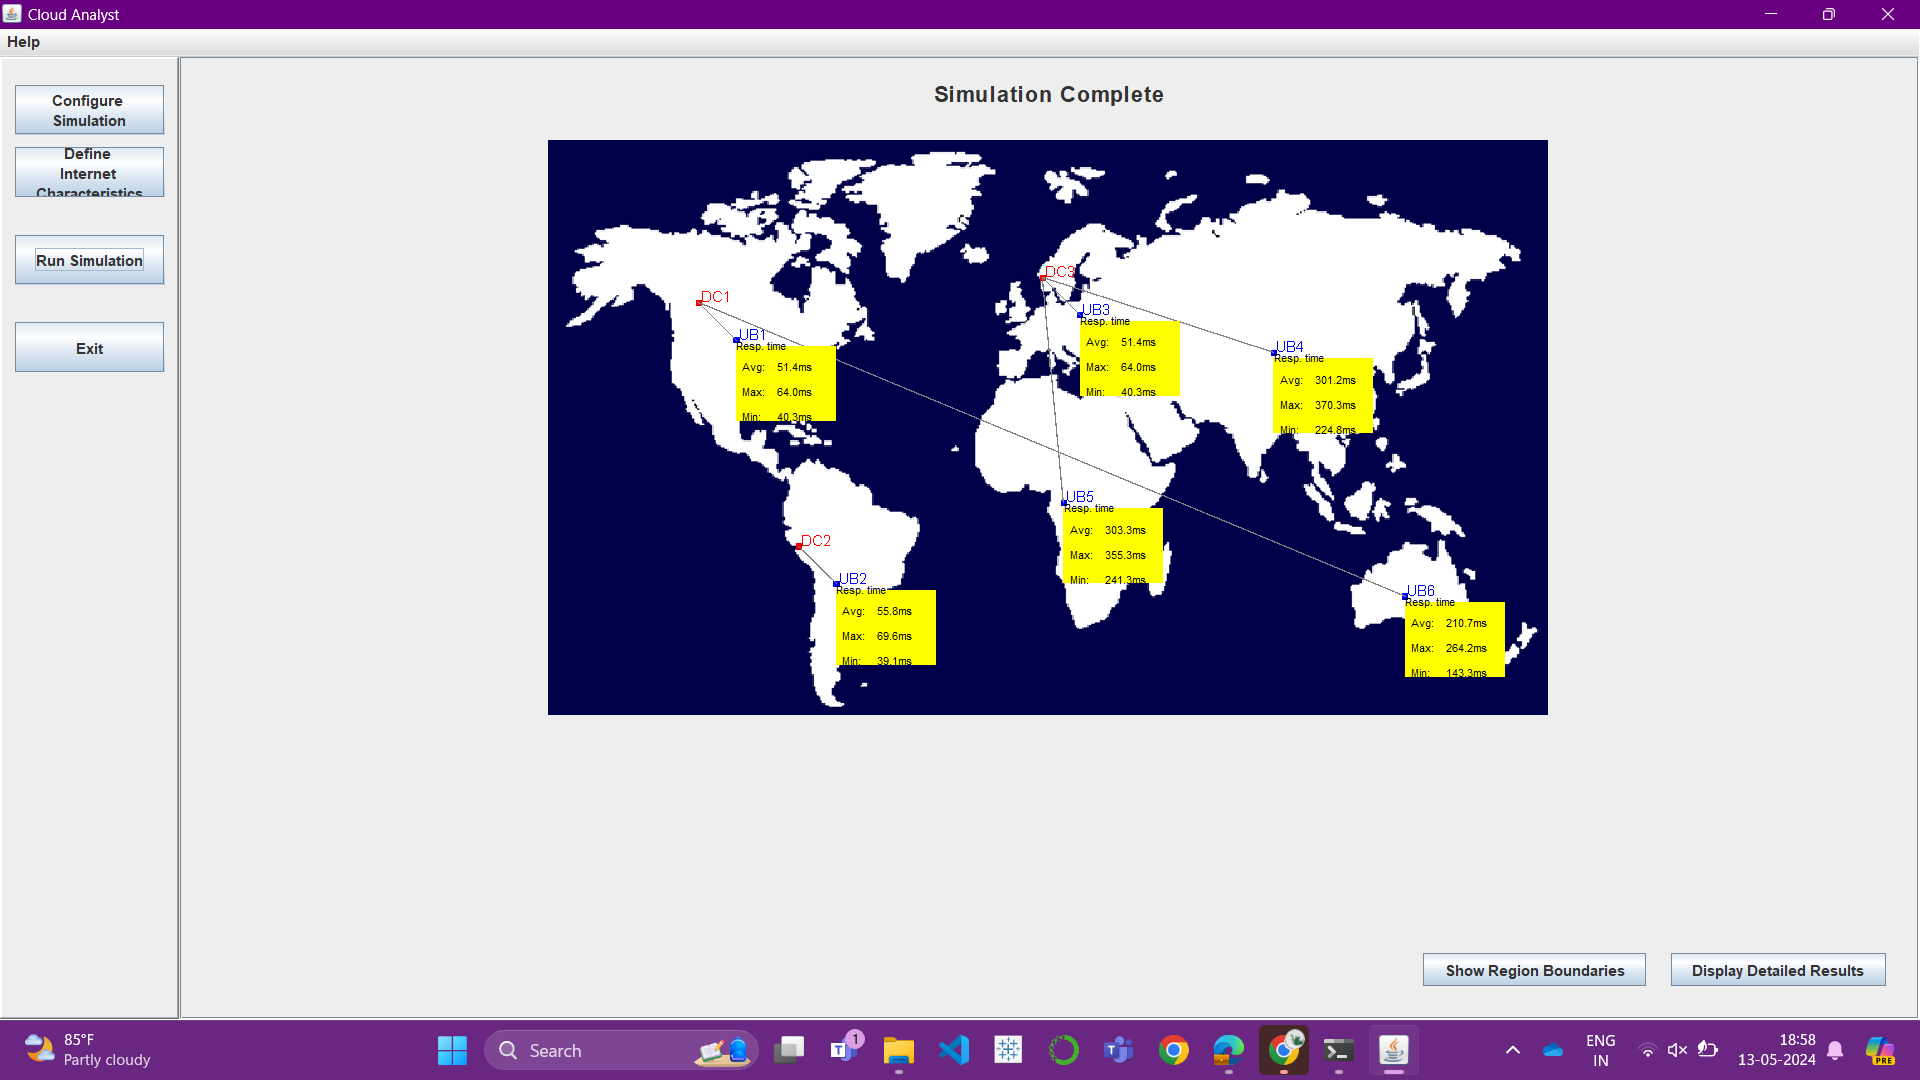 Cloud Analyst
Help
Configure
Simulation
Define
Internet
Characteristics
Run Simulation
Exit
Simulation Complete
DC1
UB1
Resp. time
Avg: 51.4ms
Max: 64.0ms
Min: 40.3ms
DC3
UB3
Resp. time
Avg: 51.4ms
Max: 64.0ms
Min: 40.3ms
UB4
Resp. time
Avg: 301.2ms
Max: 370.3ms
Min: 224.8ms
UB5
Resp. time
Avg: 303.3ms
Max: 355.3ms
Min: 241.3ms
DC2
UB2
Resp. time
Avg: 55.8ms
Max: 69.6ms
Min: 39.1ms
UB6
Resp. time
Avg: 210.7ms
Max: 264.2ms
Min: 143.3ms
Show Region Boundaries
Display Detailed Results
85°F
Partly cloudy
Search
1
ENG
IN
18:58
13-05-2024
PRE